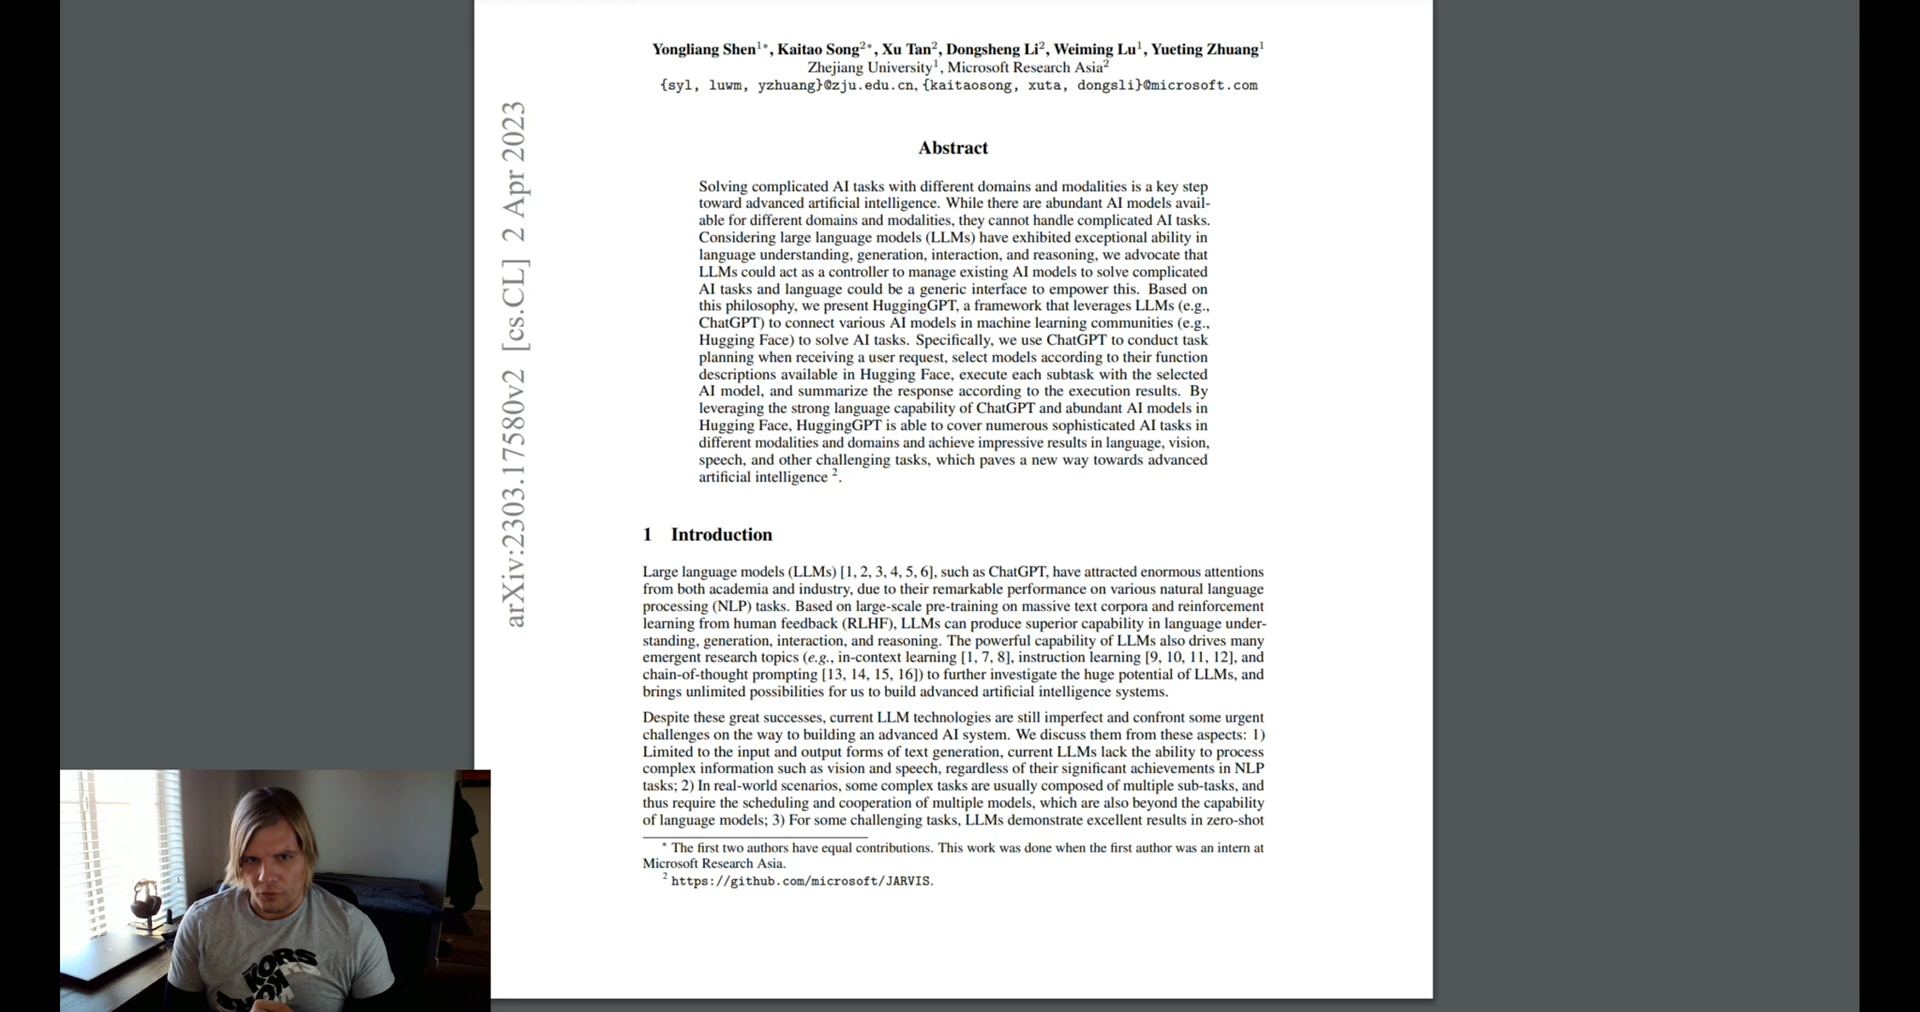 Yongliang Shen¹*, Kaitao Song²*, Xu Tan², Dongsheng Li², Weiming Lu¹, Yueting Zhuang¹
Zhejiang University¹, Microsoft Research Asia²
{syl, luwm, yzhuang}@zju.edu.cn, {kaitaosong, xuta, dongsli}@microsoft.com
arXiv:2303.17580v2 [cs.CL] 2 Apr 2023
Abstract
Solving complicated AI tasks with different domains and modalities is a key step
toward advanced artificial intelligence. While there are abundant AI models avail-
able for different domains and modalities, they cannot handle complicated AI tasks.
Considering large language models (LLMs) have exhibited exceptional ability in
language understanding, generation, interaction, and reasoning, we advocate that
LLMs could act as a controller to manage existing AI models to solve complicated
AI tasks and language could be a generic interface to empower this. Based on
this philosophy, we present HuggingGPT, a framework that leverages LLMs (e.g.,
ChatGPT) to connect various AI models in machine learning communities (e.g.,
Hugging Face) to solve AI tasks. Specifically, we use ChatGPT to conduct task
planning when receiving a user request, select models according to their function
descriptions available in Hugging Face, execute each subtask with the selected
AI model, and summarize the response according to the execution results. By
leveraging the strong language capability of ChatGPT and abundant AI models in
Hugging Face, HuggingGPT is able to cover numerous sophisticated AI tasks in
different modalities and domains and achieve impressive results in language, vision,
speech, and other challenging tasks, which paves a new way towards advanced
artificial intelligence ².
1 Introduction
Large language models (LLMs) [1, 2, 3, 4, 5, 6], such as ChatGPT, have attracted enormous attentions
from both academia and industry, due to their remarkable performance on various natural language
processing (NLP) tasks. Based on large-scale pre-training on massive text corpora and reinforcement
learning from human feedback (RLHF), LLMs can produce superior capability in language under-
standing, generation, interaction, and reasoning. The powerful capability of LLMs also drives many
emergent research topics (e.g., in-context learning [1, 7, 8], instruction learning [9, 10, 11, 12], and
chain-of-thought prompting [13, 14, 15, 16]) to further investigate the huge potential of LLMs, and
brings unlimited possibilities for us to build advanced artificial intelligence systems.
Despite these great successes, current LLM technologies are still imperfect and confront some urgent
challenges on the way to building an advanced AI system. We discuss them from these aspects: 1)
Limited to the input and output forms of text generation, current LLMs lack the ability to process
complex information such as vision and speech, regardless of their significant achievements in NLP
tasks; 2) In real-world scenarios, some complex tasks are usually composed of multiple sub-tasks, and
thus require the scheduling and cooperation of multiple models, which are also beyond the capability
of language models; 3) For some challenging tasks, LLMs demonstrate excellent results in zero-shot
* The first two authors have equal contributions. This work was done when the first author was an intern at
Microsoft Research Asia.
² https://github.com/microsoft/JARVIS.
KORS